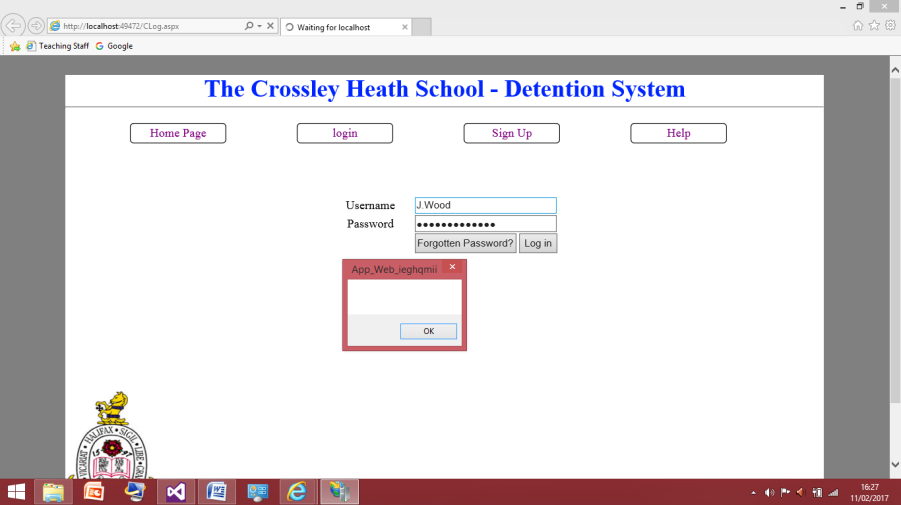 http://localhost:49472/CLog.aspx
Waiting for localhost
Teaching Staff Google
The Crossley Heath School - Detention System
Home Page login Sign Up Help
Username J.Wood
Password
Forgotten Password? Log in
App_Web_ieghqmii
OK
HALIFAX
16:27
11/02/2017